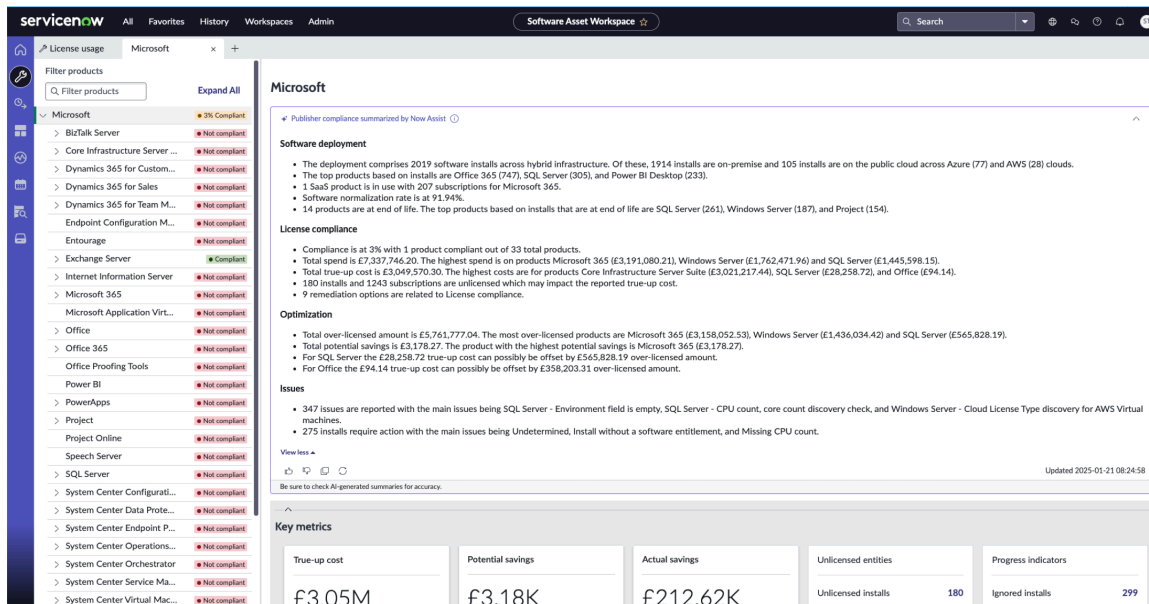 servicenow All Favorites History Workspaces Admin Software Asset Workspace Search
License usage Microsoft
Filter products
Filter products Expand All
Microsoft 3% Compliant
BizTalk Server Not compliant
Core Infrastructure Server ... Not compliant
Dynamics 365 for Custom... Not compliant
Dynamics 365 for Sales Not compliant
Dynamics 365 for Team M... Not compliant
Endpoint Configuration M... Not compliant
Entourage Not compliant
Exchange Server Compliant
Internet Information Server Not compliant
Microsoft 365 Not compliant
Microsoft Application Virt... Not compliant
Office Not compliant
Office 365 Not compliant
Office Proofing Tools Not compliant
Power BI Not compliant
PowerApps Not compliant
Project Not compliant
Project Online Not compliant
Speech Server Not compliant
SQL Server Not compliant
System Center Configurati... Not compliant
System Center Data Prote... Not compliant
System Center Endpoint P... Not compliant
System Center Operations... Not compliant
System Center Orchestrator Not compliant
System Center Service Ma... Not compliant
System Center Virtual Mac... Not compliant
Microsoft
Publisher compliance summarized by Now Assist
Software deployment
• The deployment comprises 2019 software installs across hybrid infrastructure. Of these, 1914 installs are on-premise and 105 installs are on the public cloud across Azure (77) and AWS (28) clouds.
• The top products based on installs are Office 365 (747), SQL Server (305), and Power BI Desktop (233).
• 1 SaaS product is in use with 207 subscriptions for Microsoft 365.
• Software normalization rate is at 91.94%.
• 14 products are at end of life. The top products based on installs that are at end of life are SQL Server (261), Windows Server (187), and Project (154).
License compliance
• Compliance is at 3% with 1 product compliant out of 33 total products.
• Total spend is £7,337,746.20. The highest spend is on products Microsoft 365 (£3,191,080.21), Windows Server (£1,762,471.96) and SQL Server (£1,445,598.15).
• Total true-up cost is £3,049,570.30. The highest costs are for products Core Infrastructure Server Suite (£3,021,217.44), SQL Server (£28,258.72), and Office (£94.14).
• 180 installs and 1243 subscriptions are unlicensed which may impact the reported true-up cost.
• 9 remediation options are related to License compliance.
Optimization
• Total over-licensed amount is £5,761,777.04. The most over-licensed products are Microsoft 365 (£3,158,052.53), Windows Server (£1,436,034.42) and SQL Server (£565,828.19).
• Total potential savings is £3,178.27. The product with the highest potential savings is Microsoft 365 (£3,178.27).
• For SQL Server the £28,258.72 true-up cost can possibly be offset by £565,828.19 over-licensed amount.
• For Office the £94.14 true-up cost can possibly be offset by £358,203.31 over-licensed amount.
Issues
• 347 issues are reported with the main issues being SQL Server - Environment field is empty, SQL Server - CPU count, core count discovery check, and Windows Server - Cloud License Type discovery for AWS Virtual
machines.
• 275 installs require action with the main issues being Undetermined, Install without a software entitlement, and Missing CPU count.
View less
Updated 2025-01-21 08:24:58
Be sure to check AI-generated summaries for accuracy.
Key metrics
True-up cost Potential savings Actual savings Unlicensed entities Progress indicators
£3.05M £3.18K £212.62K Unlicensed installs 180 Ignored installs 299